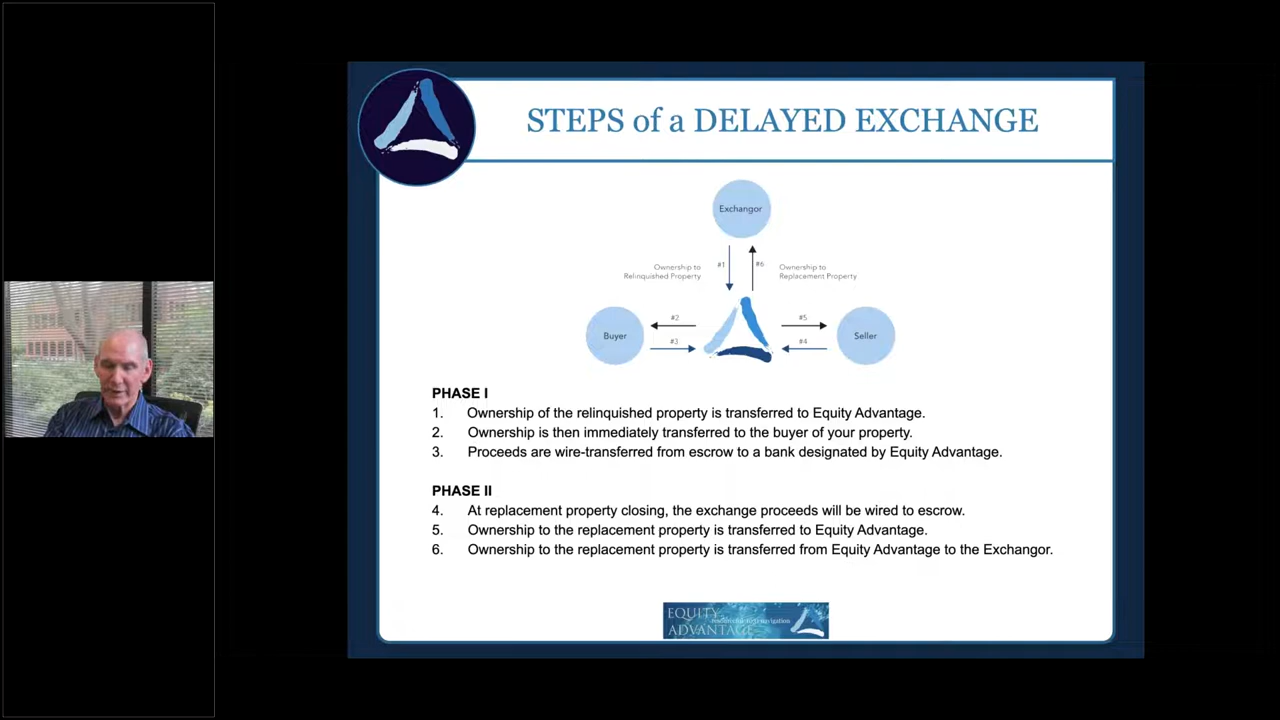 STEPS of a DELAYED EXCHANGE
Exchangor
Ownership to
Relinquished Property
#1
#6
Ownership to
Replacement Property
Buyer
#2
#3
#5
#4
Seller
PHASE I
1. Ownership of the relinquished property is transferred to Equity Advantage.
2. Ownership is then immediately transferred to the buyer of your property.
3. Proceeds are wire-transferred from escrow to a bank designated by Equity Advantage.
PHASE II
4. At replacement property closing, the exchange proceeds will be wired to escrow.
5. Ownership to the replacement property is transferred to Equity Advantage.
6. Ownership to the replacement property is transferred from Equity Advantage to the Exchangor.
EQUITY
ADVANTAGE